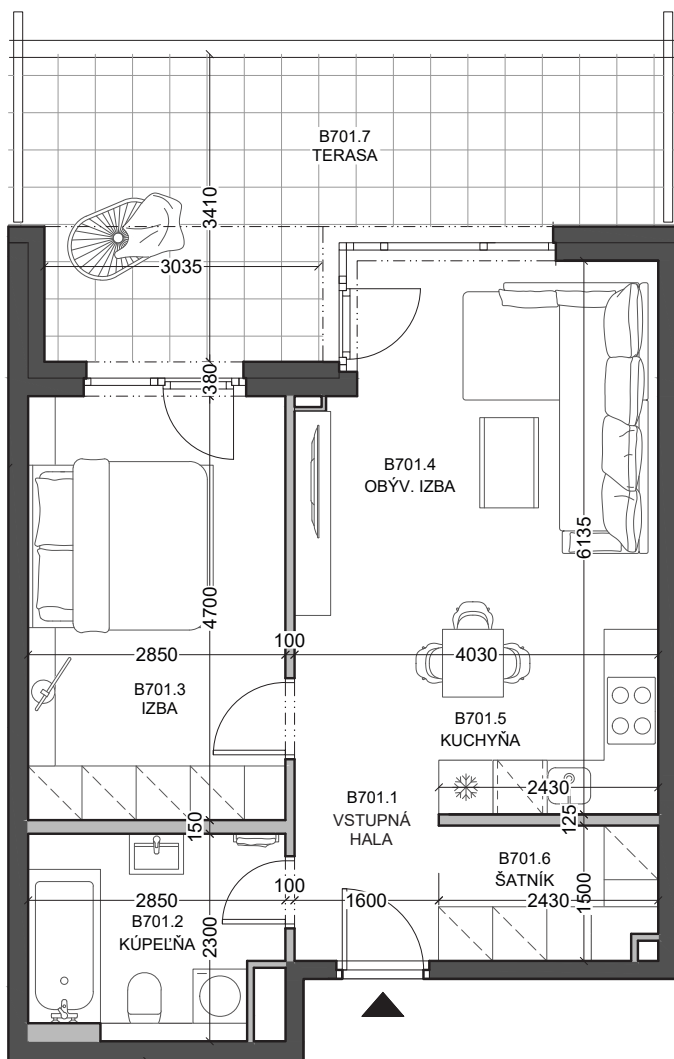 B701.7
TERASA
3410
3035
380
B701.4
OBÝV. IZBA
6135
4700
100
2850
4030
B701.3
IZBA
B701.5
KUCHYŇA
2430
B701.1
VSTUPNÁ
HALA
150
125
B701.6
ŠATNÍK
100
2850
1600
2430
1500
B701.2
KÚPEĽŇA
2300